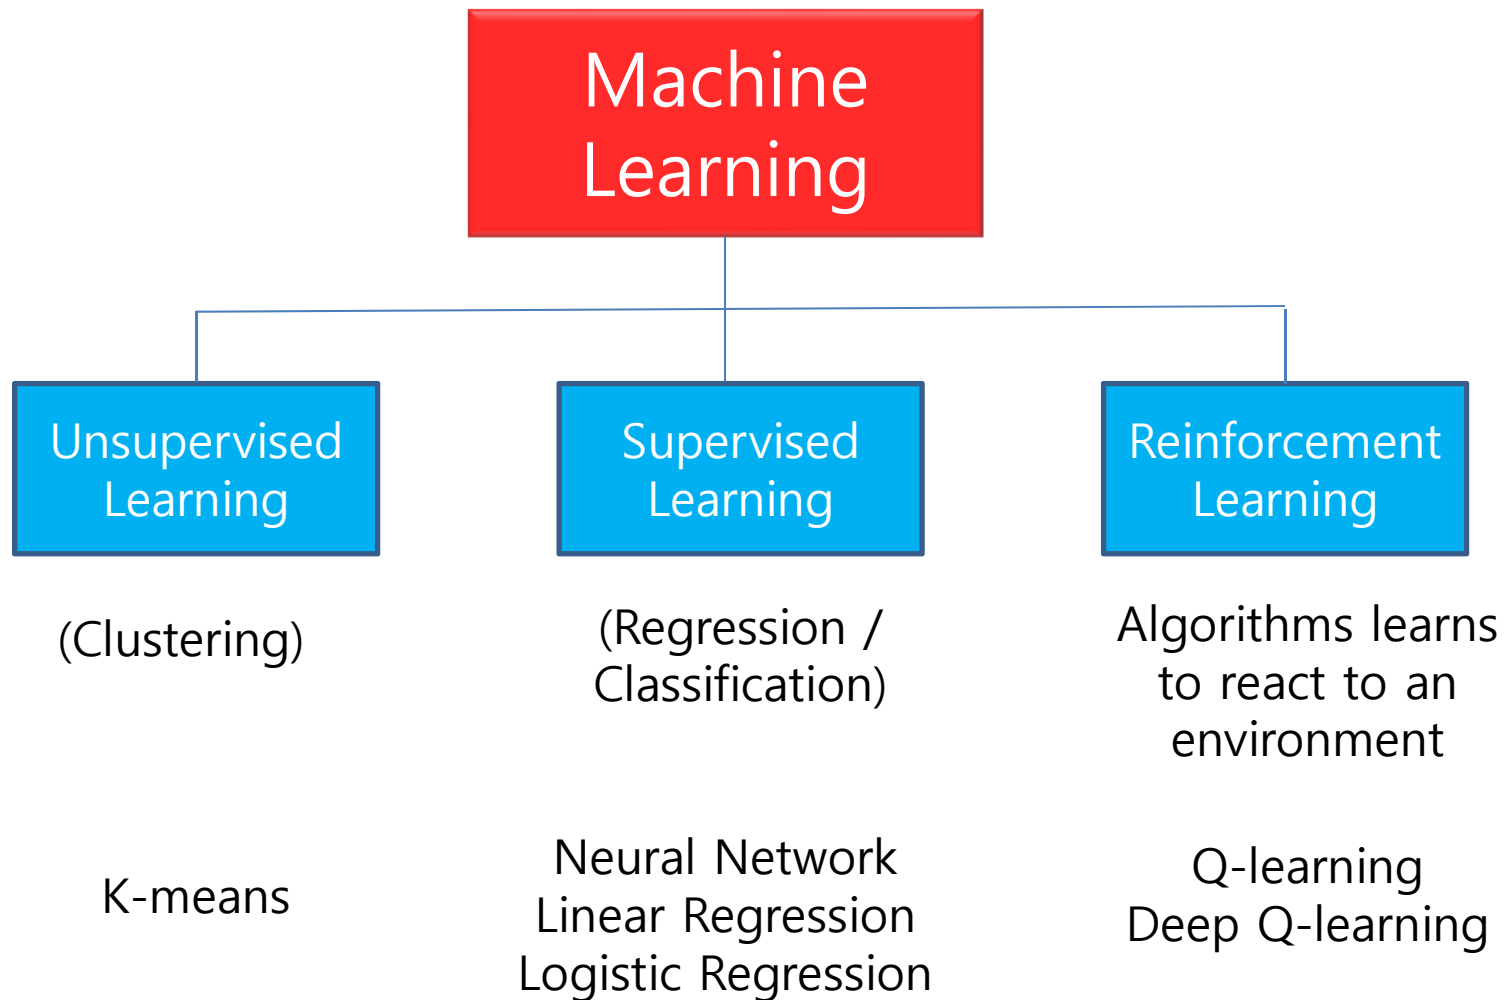 Machine
Learning
Unsupervised
Learning
Supervised
Learning
Reinforcement
Learning
(Clustering)
(Regression /
Classification)
Algorithms learns
to react to an
environment
K-means
Neural Network
Linear Regression
Logistic Regression
Q-learning
Deep Q-learning